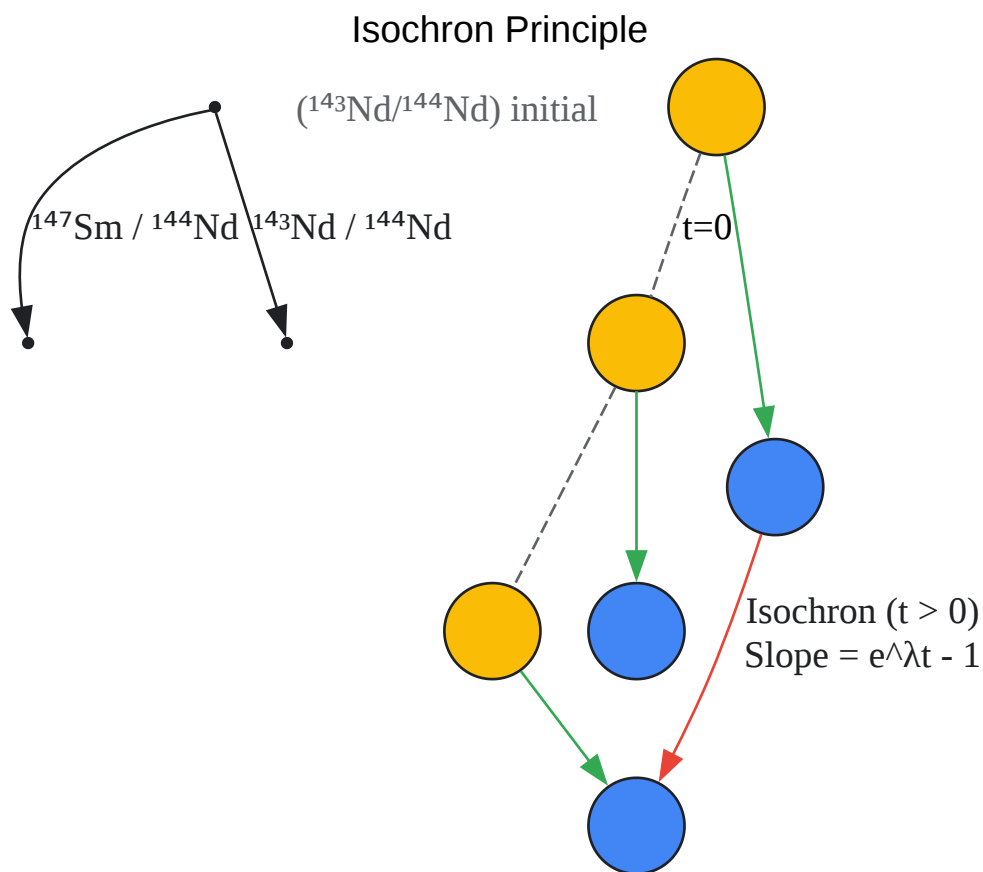 Isochron Principle
(¹⁴³Nd/¹⁴⁴Nd) initial
¹⁴⁷Sm / ¹⁴⁴Nd
¹⁴³Nd / ¹⁴⁴Nd
t=0
Isochron (t > 0)
Slope = e^λt - 1